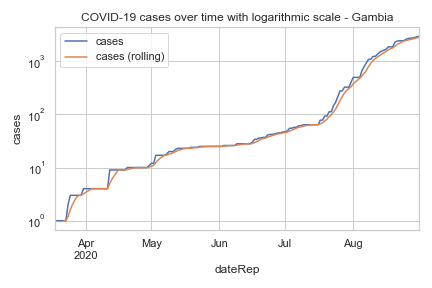 COVID-19 cases over time with logarithmic scale - Gambia
cases
cases (rolling)
10³
10²
10¹
10⁰
cases
Apr
2020
May
Jun
Jul
Aug
dateRep